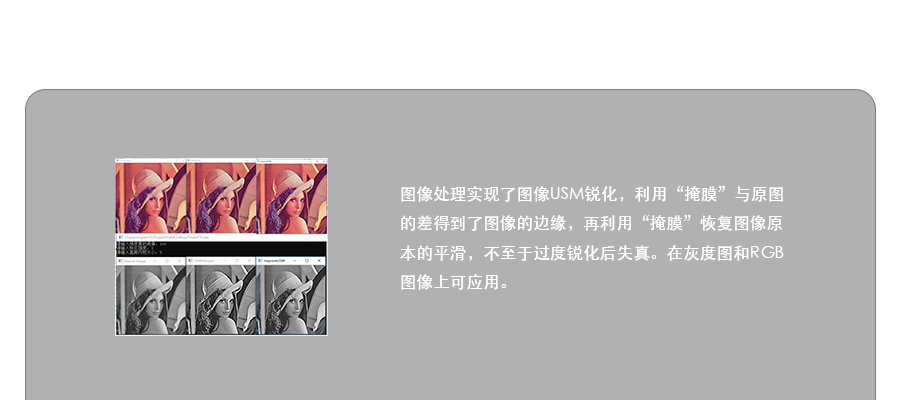 图像处理实现了图像USM锐化，利用“掩膜”与原图
的差得到了图像的边缘，再利用“掩膜”恢复图像原
本的平滑，不至于过度锐化后失真。在灰度图和RGB
图像上可应用。